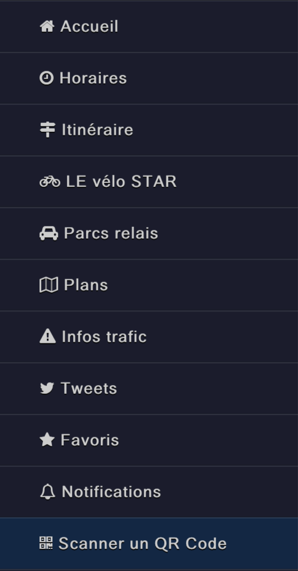 Accueil
Horaires
Itinéraire
LE vélo STAR
Parcs relais
Plans
Infos trafic
Tweets
Favoris
Notifications
Scanner un QR Code